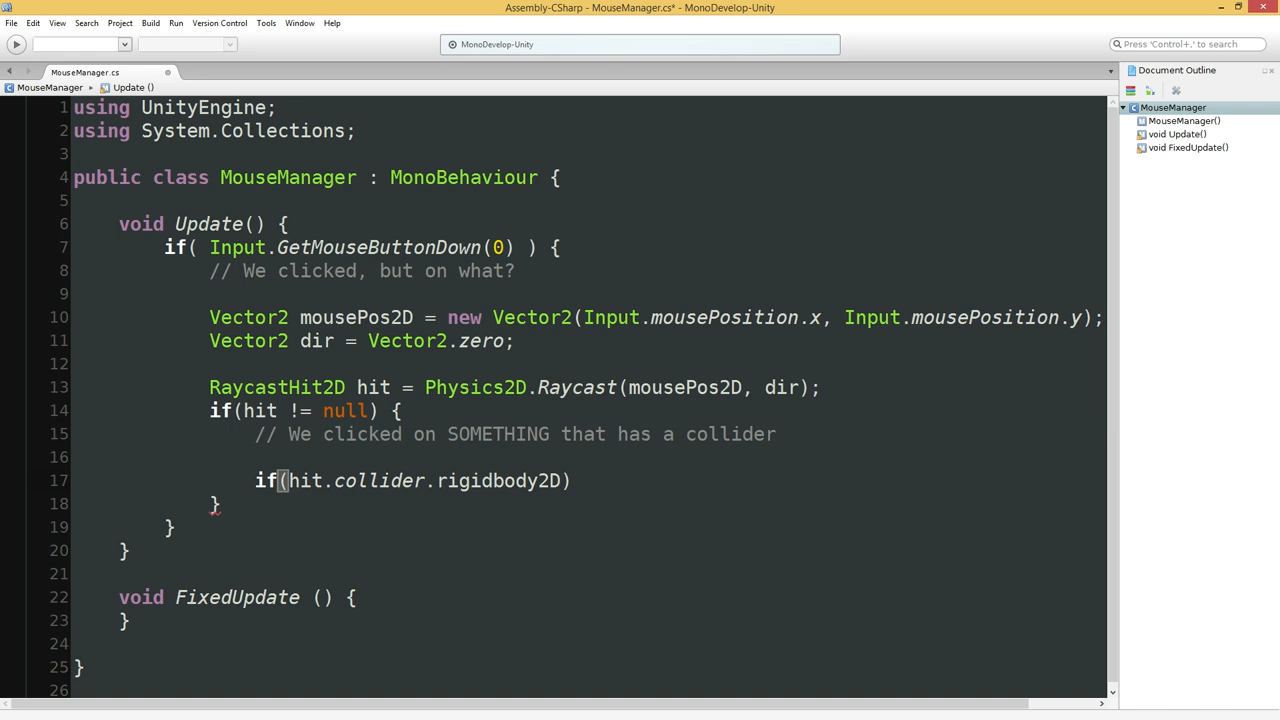 Assembly-CSharp - MouseManager.cs* - MonoDevelop-Unity
File Edit View Search Project Build Run Version Control Tools Window Help
MonoDevelop-Unity
Press 'Control+,' to search
MouseManager.cs
MouseManager ▸ Update ()
Document Outline
MouseManager
MouseManager()
void Update()
void FixedUpdate()
1 using UnityEngine;
2 using System.Collections;
3
4 public class MouseManager : MonoBehaviour {
5
6 void Update() {
7 if( Input.GetMouseButtonDown(0) ) {
8 // We clicked, but on what?
9
10 Vector2 mousePos2D = new Vector2(Input.mousePosition.x, Input.mousePosition.y);
11 Vector2 dir = Vector2.zero;
12
13 RaycastHit2D hit = Physics2D.Raycast(mousePos2D, dir);
14 if(hit != null) {
15 // We clicked on SOMETHING that has a collider
16
17 if(hit.collider.rigidbody2D)
18 }
19 }
20 }
21
22 void FixedUpdate () {
23 }
24
25 }
26